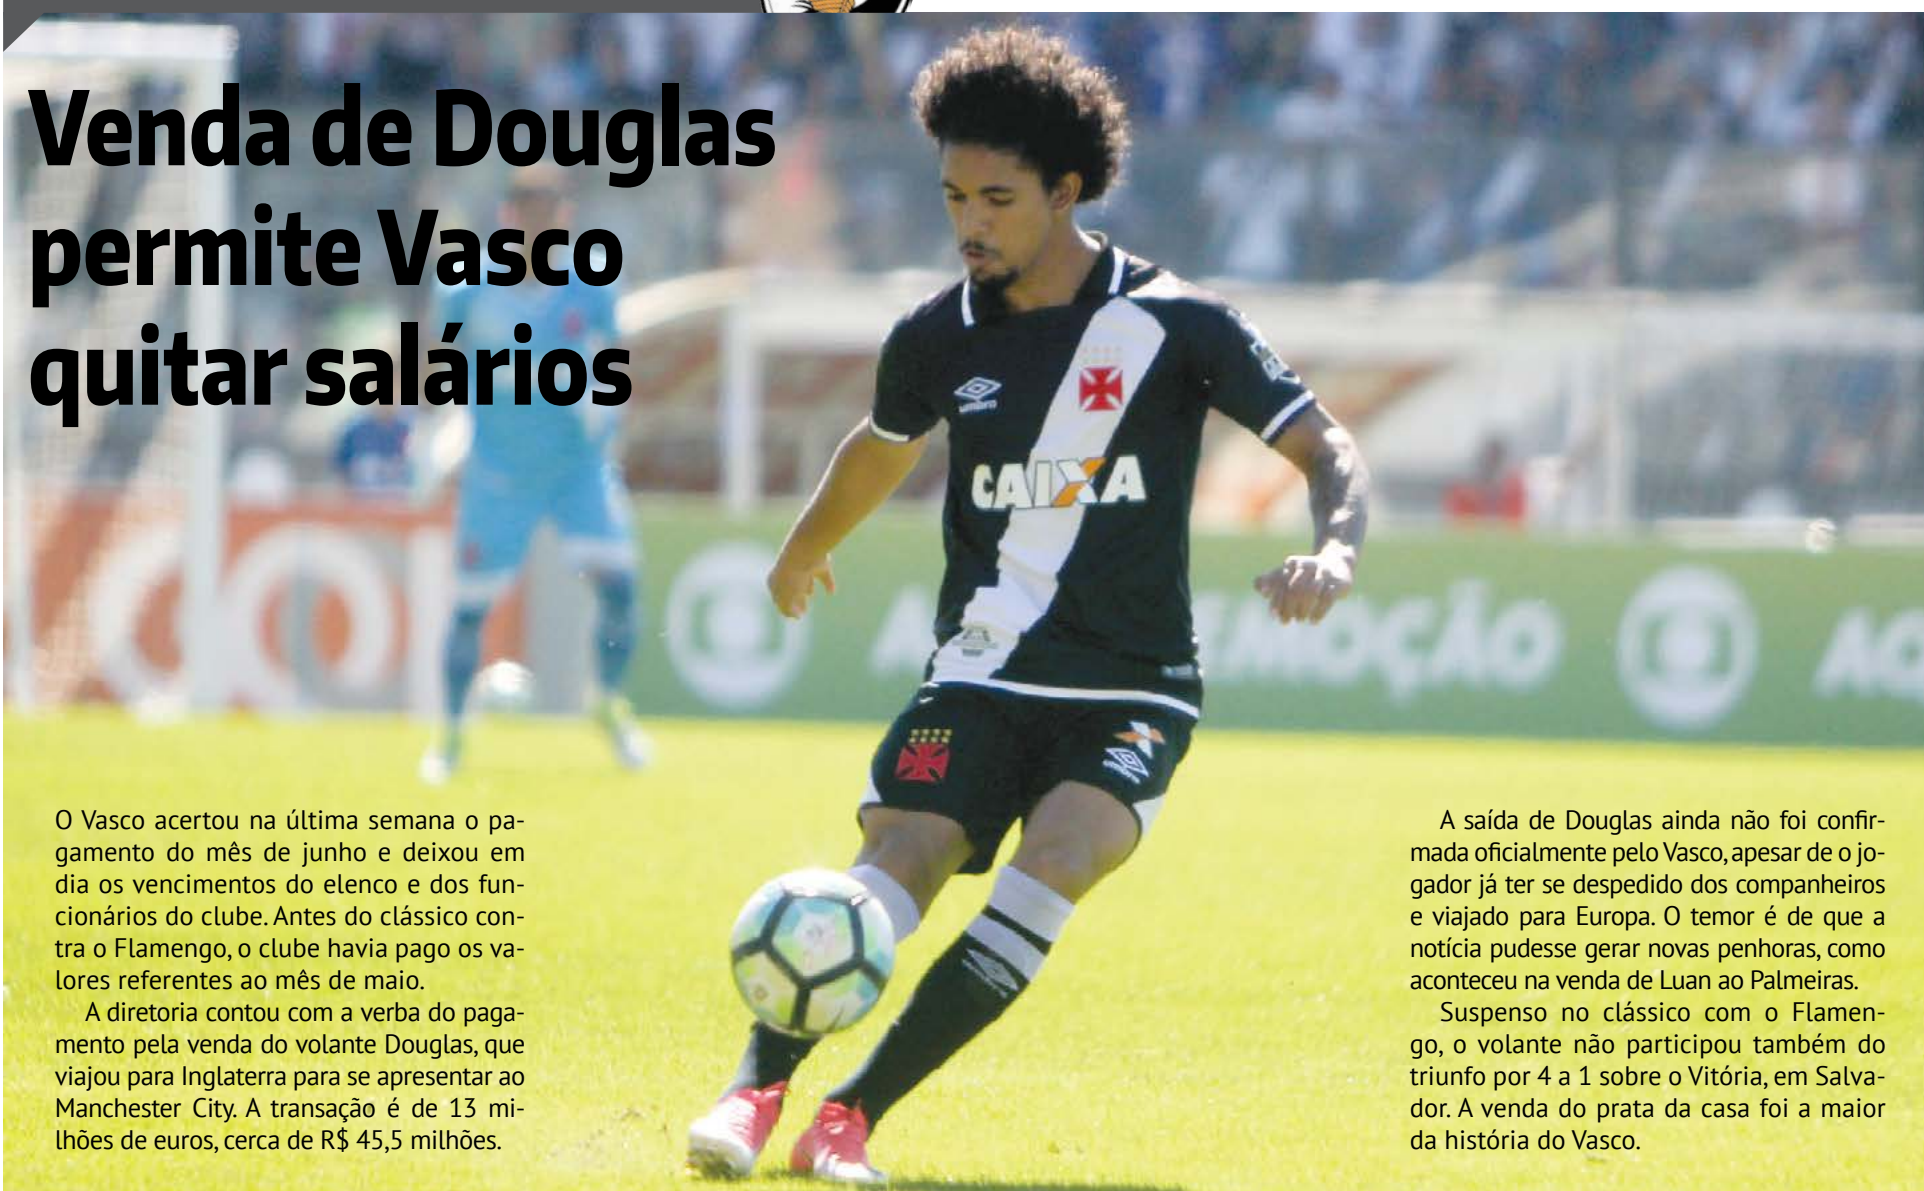 Venda de Douglas
permite Vasco
quitar salários
umbro
CAIXA
EMOÇÃO
umbro
O Vasco acertou na última semana o pa-
gamento do mês de junho e deixou em
dia os vencimentos do elenco e dos fun-
cionários do clube. Antes do clássico con-
tra o Flamengo, o clube havia pago os va-
lores referentes ao mês de maio.
A diretoria contou com a verba do paga-
mento pela venda do volante Douglas, que
viajou para Inglaterra para se apresentar ao
Manchester City. A transação é de 13 mi-
lhões de euros, cerca de R$ 45,5 milhões.
A saída de Douglas ainda não foi confir-
mada oficialmente pelo Vasco, apesar de o jo-
gador já ter se despedido dos companheiros
e viajado para Europa. O temor é de que a
notícia pudesse gerar novas penhoras, como
aconteceu na venda de Luan ao Palmeiras.
Suspenso no clássico com o Flamen-
go, o volante não participou também do
triunfo por 4 a 1 sobre o Vitória, em Salva-
dor. A venda do prata da casa foi a maior
da história do Vasco.